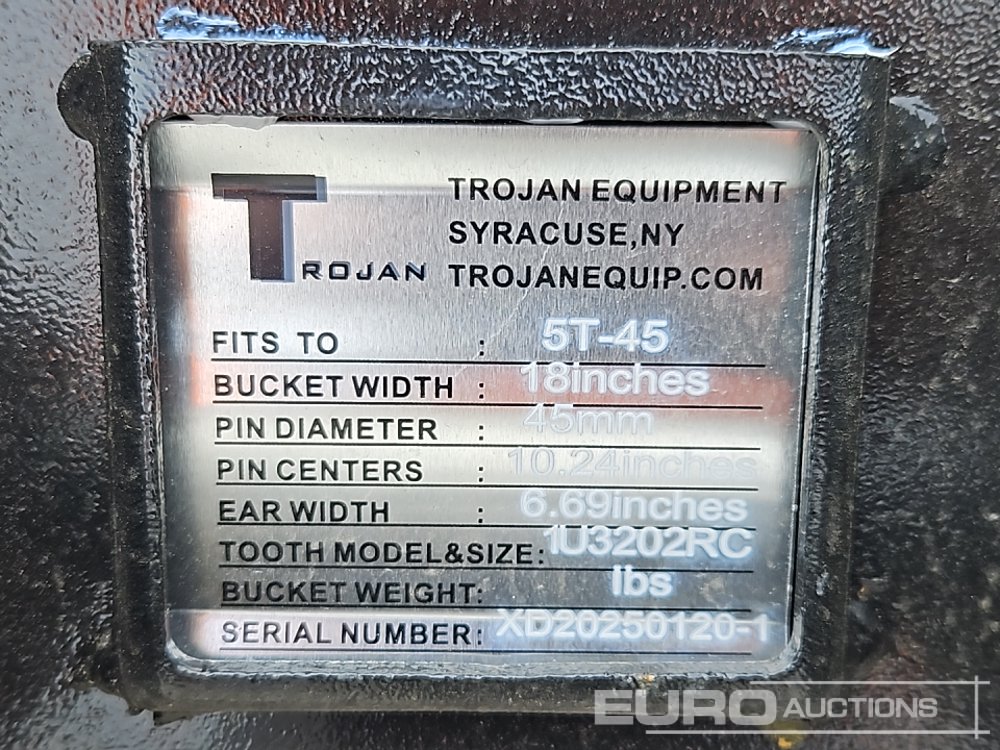 TROJAN
TROJAN EQUIPMENT
SYRACUSE,NY
TROJANEQUIP.COM
FITS TO : 5T-45
BUCKET WIDTH : 18inches
PIN DIAMETER : 45mm
PIN CENTERS : 10.24inches
EAR WIDTH : 6.69inches
TOOTH MODEL&SIZE: 1U3202RC
BUCKET WEIGHT: lbs
SERIAL NUMBER: XD20250120-1
EURO AUCTIONS